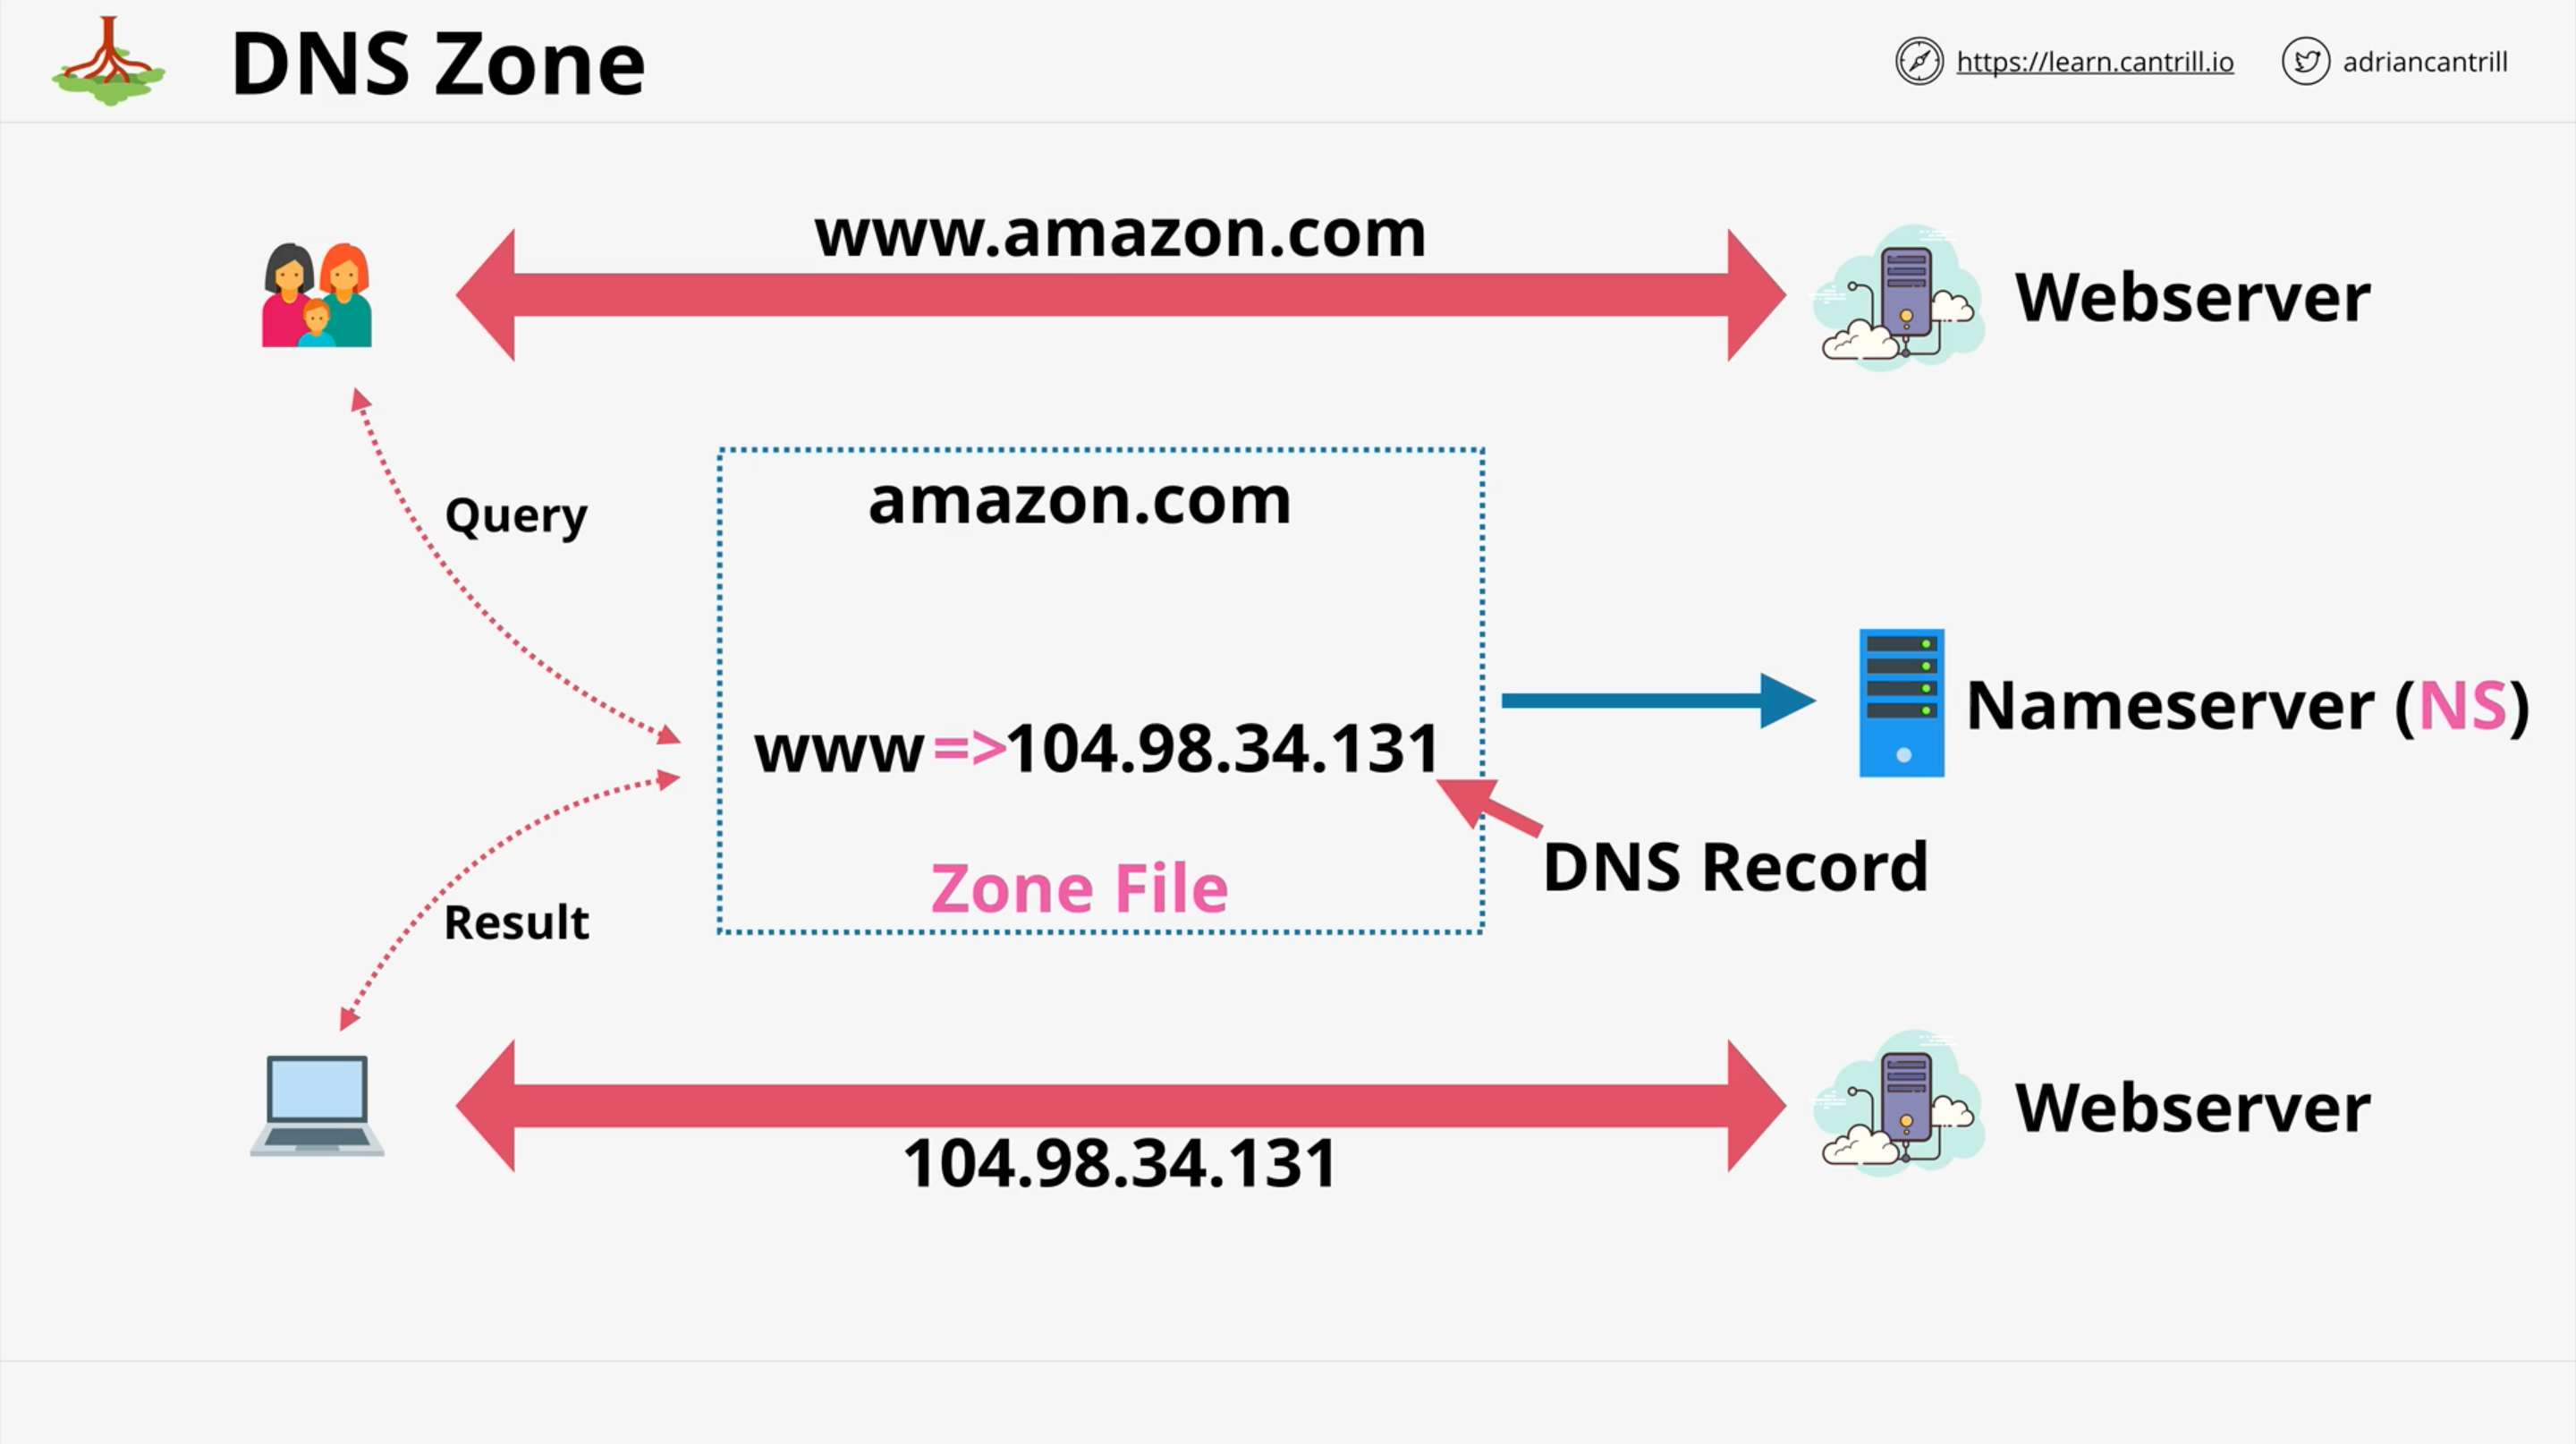 DNS Zone
https://learn.cantrill.io
adriancantrill
www.amazon.com
Webserver
Query
amazon.com
www=>104.98.34.131
Zone File
Nameserver (NS)
DNS Record
Result
104.98.34.131
Webserver